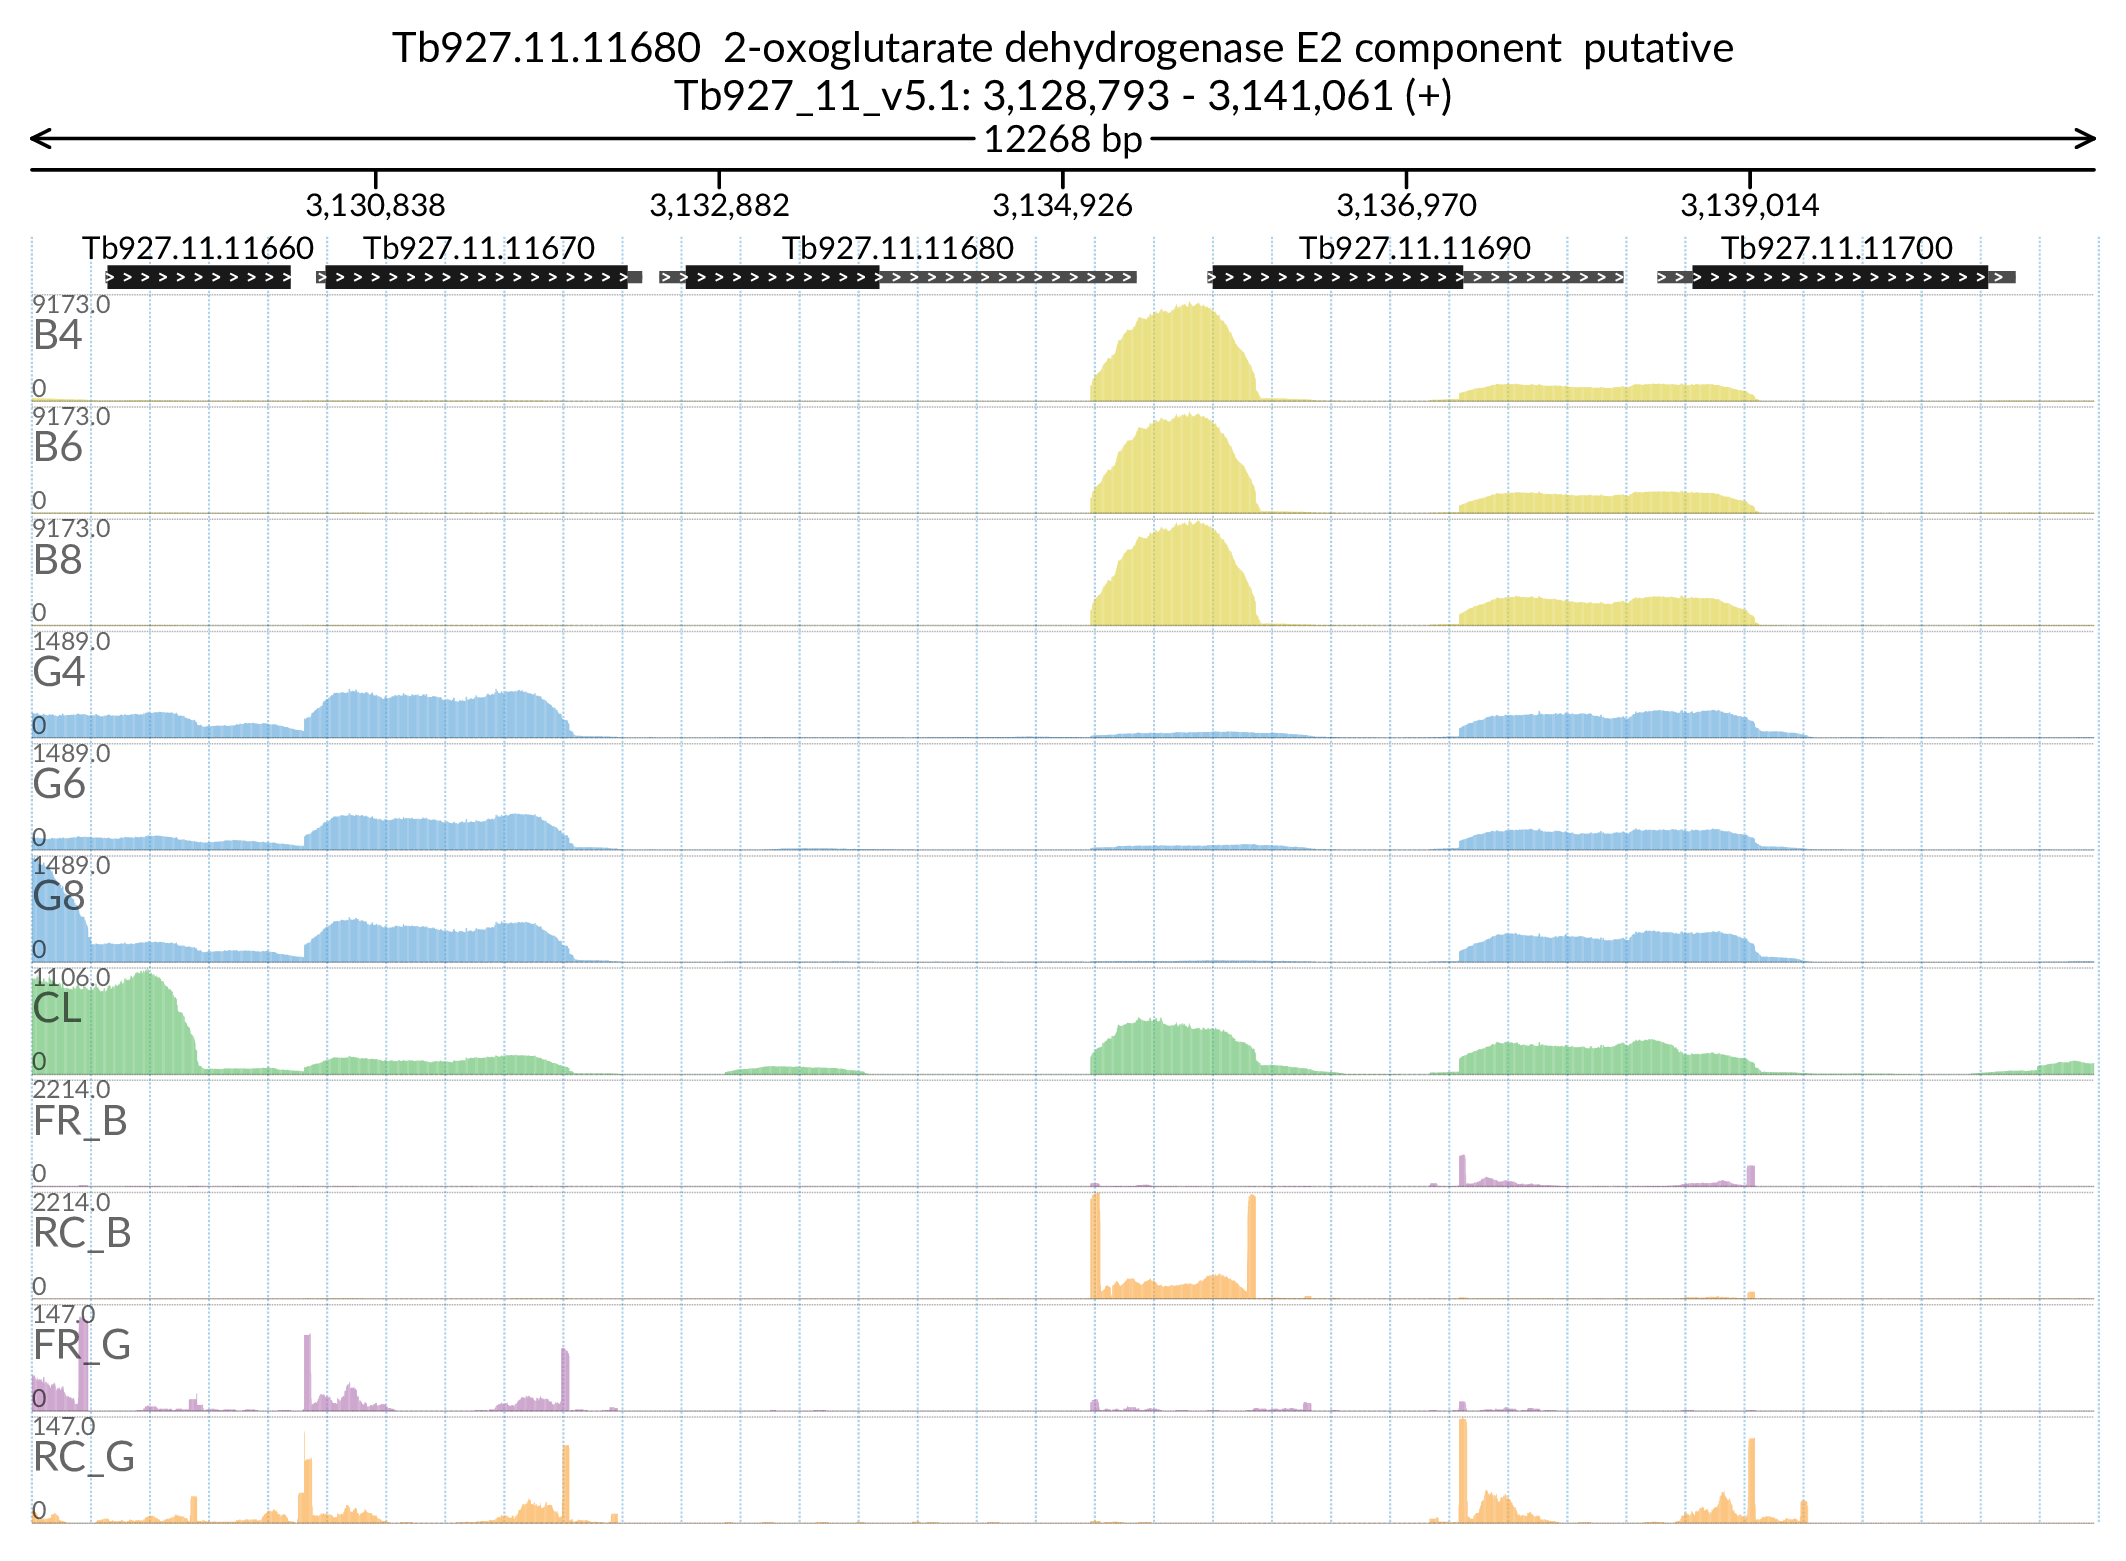 Tb927.11.11680  2-oxoglutarate dehydrogenase E2 component  putative
Tb927_11_v5.1: 3,128,793 - 3,141,061 (+)
12268 bp
3,130,838 3,132,882 3,134,926 3,136,970 3,139,014
Tb927.11.11660 Tb927.11.11670 Tb927.11.11680 Tb927.11.11690 Tb927.11.11700
9173.0
B4
0
9173.0
B6
0
9173.0
B8
0
1489.0
G4
0
1489.0
G6
0
1489.0
G8
0
1106.0
CL
0
2214.0
FR_B
0
2214.0
RC_B
0
147.0
FR_G
0
147.0
RC_G
0